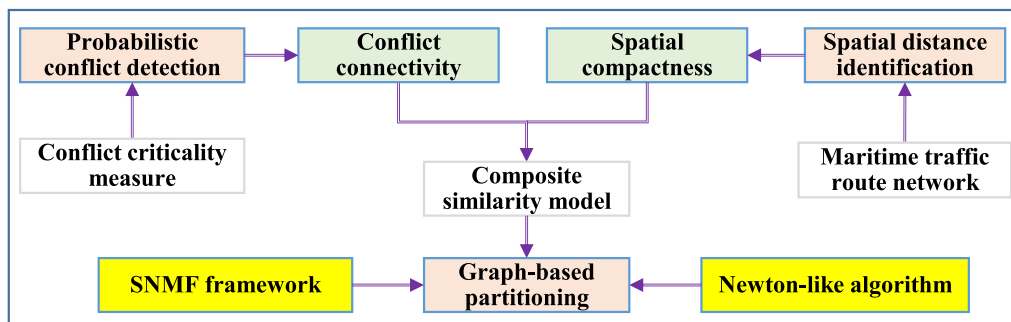 Probabilistic
conflict detection
Conflict
connectivity
Spatial
compactness
Spatial distance
identification
Conflict criticality
measure
Composite
similarity model
Maritime traffic
route network
SNMF framework
Graph-based
partitioning
Newton-like algorithm